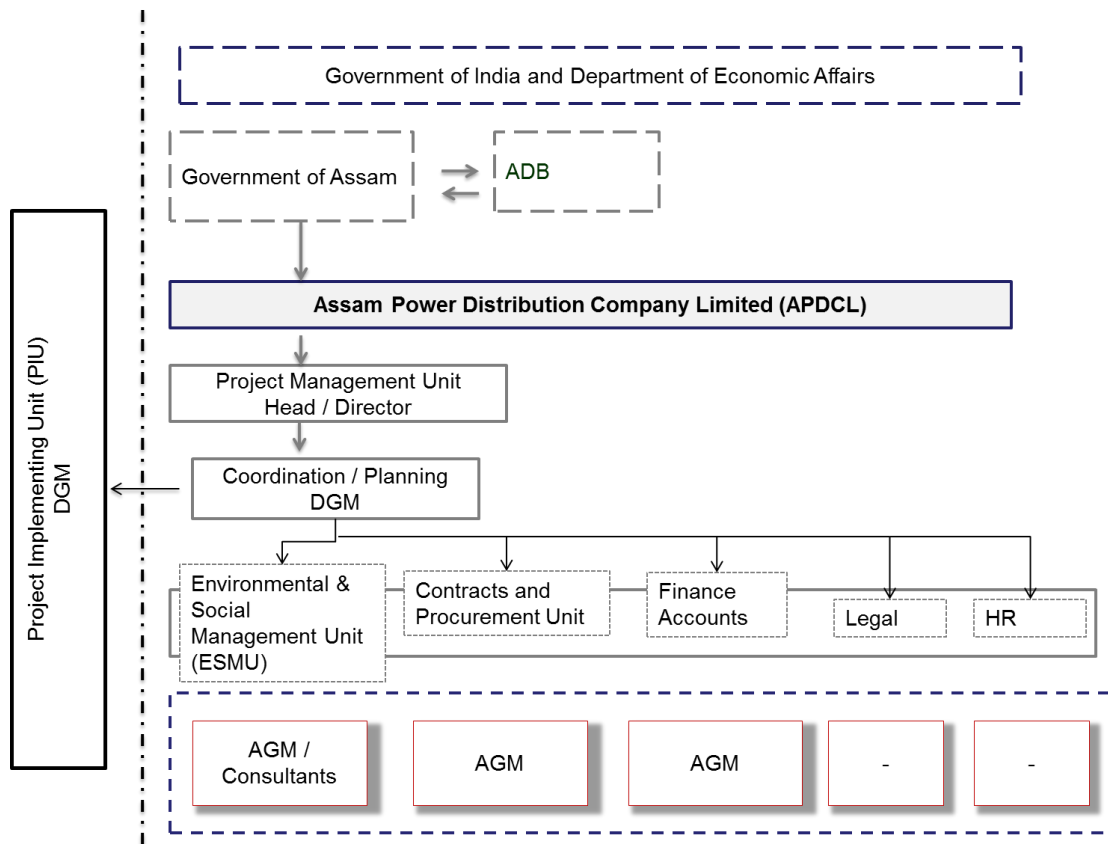 Government of India and Department of Economic Affairs
Government of Assam
ADB
Assam Power Distribution Company Limited (APDCL)
Project Management Unit
Head / Director
Coordination / Planning
DGM
Project Implementing Unit (PIU)
DGM
Environmental &
Social
Management Unit
(ESMU)
Contracts and
Procurement Unit
Finance
Accounts
Legal
HR
AGM /
Consultants
AGM
AGM
-
-